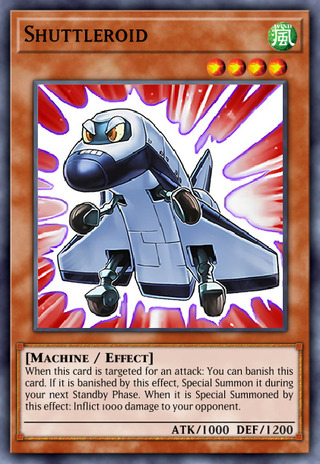 Shuttleroid
WIND
風
[Machine / Effect]
When this card is targeted for an attack: You can banish
this card. If it is banished by this effect, Special Summon it during
your next Standby Phase. When it is Special Summoned by
this effect: Inflict 1000 damage to your opponent.
ATK/1000 DEF/1200